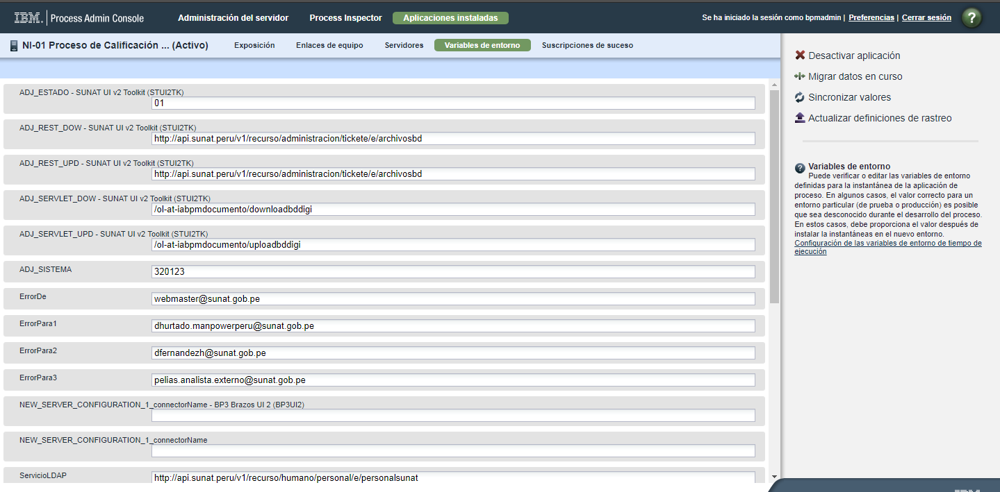 IBM. Process Admin Console
Administración del servidor
Process Inspector
Aplicaciones instaladas
Se ha iniciado la sesión como bpmadmin | Preferencias | Cerrar sesión
?
NI-01 Proceso de Calificación ... (Activo)
Exposición
Enlaces de equipo
Servidores
Variables de entorno
Suscripciones de suceso
ADJ_ESTADO - SUNAT UI v2 Toolkit (STUI2TK)
01
ADJ_REST_DOW - SUNAT UI v2 Toolkit (STUI2TK)
http://api.sunat.peru/v1/recurso/administracion/tickete/e/archivosbd
ADJ_REST_UPD - SUNAT UI v2 Toolkit (STUI2TK)
http://api.sunat.peru/v1/recurso/administracion/tickete/e/archivosbd
ADJ_SERVLET_DOW - SUNAT UI v2 Toolkit (STUI2TK)
/ol-at-iabpmdocumento/downloadbddigi
ADJ_SERVLET_UPD - SUNAT UI v2 Toolkit (STUI2TK)
/ol-at-iabpmdocumento/uploadbddigi
ADJ_SISTEMA
320123
ErrorDe
webmaster@sunat.gob.pe
ErrorPara1
dhurtado.manpowerperu@sunat.gob.pe
ErrorPara2
dfernandezh@sunat.gob.pe
ErrorPara3
pelias.analista.externo@sunat.gob.pe
NEW_SERVER_CONFIGURATION_1_connectorName - BP3 Brazos UI 2 (BP3UI2)
NEW_SERVER_CONFIGURATION_1_connectorName
ServicioLDAP
http://api.sunat.peru/v1/recurso/humano/personal/e/personalsunat
Desactivar aplicación
Migrar datos en curso
Sincronizar valores
Actualizar definiciones de rastreo
? Variables de entorno
Puede verificar o editar las variables de entorno
definidas para la instantánea de la aplicación de
proceso. En algunos casos, el valor correcto para un
entorno particular (de prueba o producción) es posible
que sea desconocido durante el desarrollo del proceso.
En estos casos, debe proporciona el valor después de
instalar la instantáneas en el nuevo entorno.
Configuración de las variables de entorno de tiempo de
ejecución
IBM